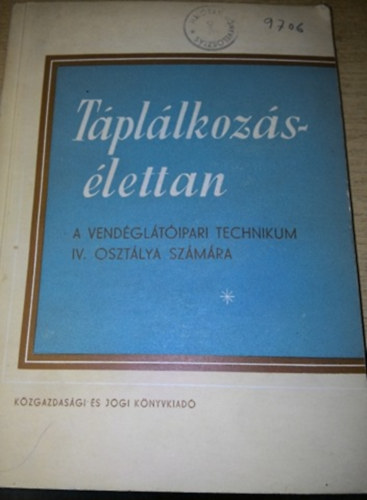 9706
Táplálkozás-
élettan
A VENDÉGLÁTÓIPARI TECHNIKUM
IV. OSZTÁLYA SZÁMÁRA
KÖZGAZDASÁGI ÉS JOGI KÖNYVKIADÓ